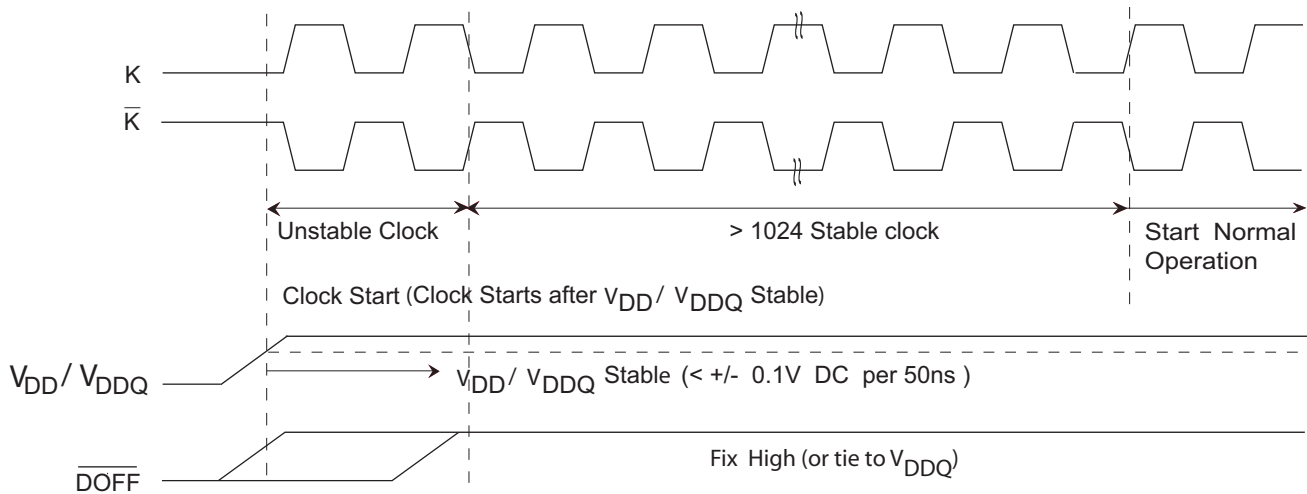 K
K̅
Unstable Clock
> 1024 Stable clock
Start Normal
Operation
Clock Start (Clock Starts after VDD / VDDQ Stable)
VDD / VDDQ
VDD / VDDQ Stable (< +/- 0.1V DC per 50ns )
D̅O̅F̅F̅
Fix High (or tie to VDDQ)